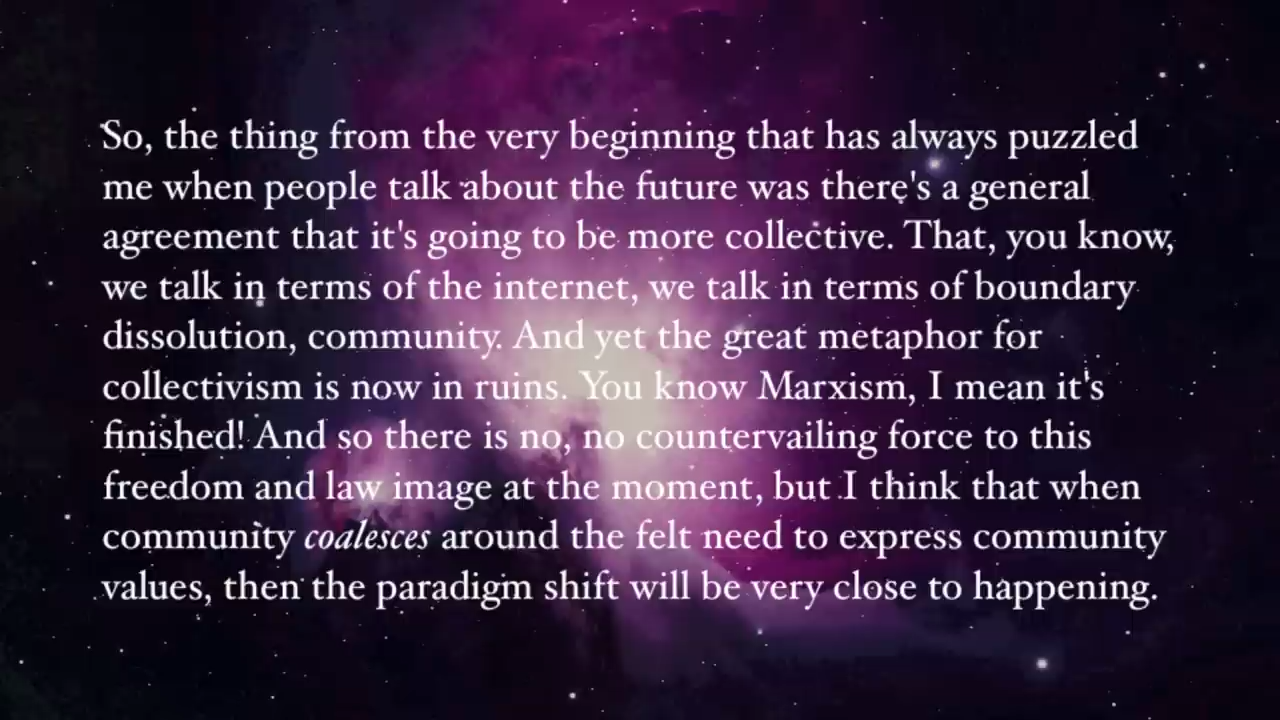 So, the thing from the very beginning that has always puzzled
me when people talk about the future was there's a general
agreement that it's going to be more collective. That, you know,
we talk in terms of the internet, we talk in terms of boundary
dissolution, community. And yet the great metaphor for
collectivism is now in ruins. You know Marxism, I mean it's
finished! And so there is no, no countervailing force to this
freedom and law image at the moment, but I think that when
community coalesces around the felt need to express community
values, then the paradigm shift will be very close to happening.